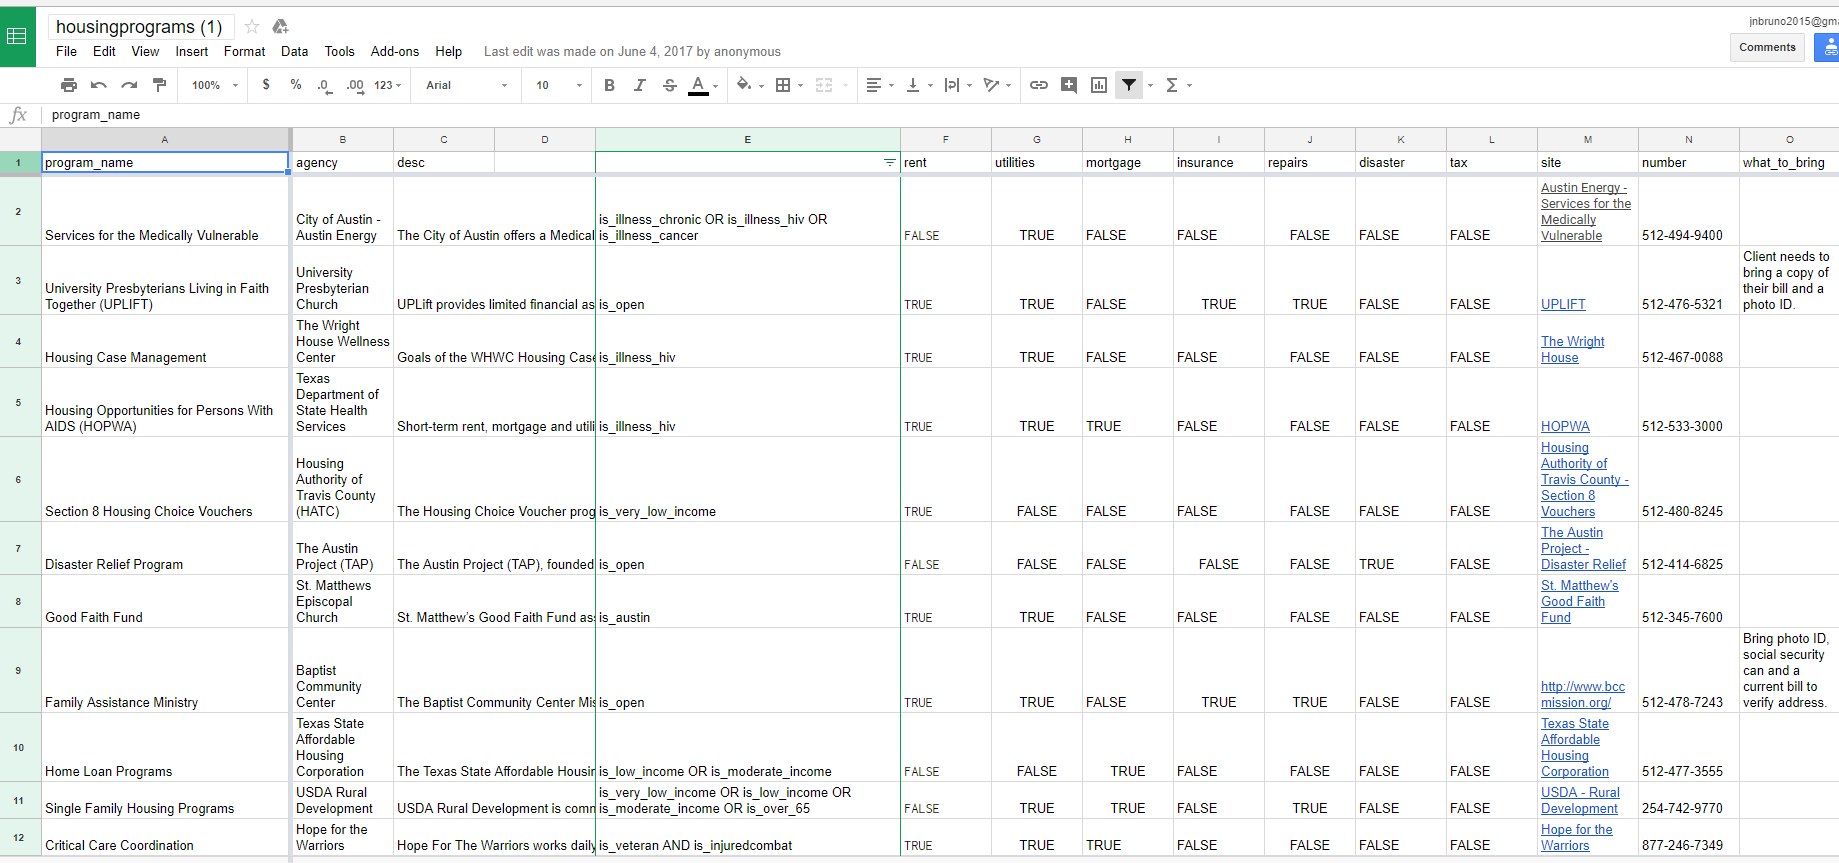 housingprograms (1)
jnbruno2015@gma
File Edit View Insert Format Data Tools Add-ons Help Last edit was made on June 4, 2017 by anonymous
Comments
100% $ % .0 .00 123 Arial 10 B I S A Σ
fx program_name
A B C D E F G H I J K L M N O
1 program_name agency desc rent utilities mortgage insurance repairs disaster tax site number what_to_bring
2 Services for the Medically Vulnerable
City of Austin -
Austin Energy
The City of Austin offers a Medical
is_illness_chronic OR is_illness_hiv OR
is_illness_cancer
FALSE TRUE FALSE FALSE FALSE FALSE FALSE
Austin Energy -
Services for the
Medically
Vulnerable
512-494-9400
3 University Presbyterians Living in Faith
Together (UPLIFT)
University
Presbyterian
Church
UPLift provides limited financial as
is_open
TRUE TRUE FALSE TRUE TRUE FALSE FALSE
UPLIFT
512-476-5321
Client needs to
bring a copy of
their bill and a
photo ID.
4 Housing Case Management
The Wright
House Wellness
Center
Goals of the WHWC Housing Case
is_illness_hiv
TRUE TRUE FALSE FALSE FALSE FALSE FALSE
The Wright
House
512-467-0088
5 Housing Opportunities for Persons With
AIDS (HOPWA)
Texas
Department of
State Health
Services
Short-term rent, mortgage and utili
is_illness_hiv
TRUE TRUE TRUE FALSE FALSE FALSE FALSE
HOPWA
512-533-3000
6 Section 8 Housing Choice Vouchers
Housing
Authority of
Travis County
(HATC)
The Housing Choice Voucher prog
is_very_low_income
TRUE FALSE FALSE FALSE FALSE FALSE FALSE
Housing
Authority of
Travis County -
Section 8
Vouchers
512-480-8245
7 Disaster Relief Program
The Austin
Project (TAP)
The Austin Project (TAP), founded
is_open
FALSE FALSE FALSE FALSE FALSE TRUE FALSE
The Austin
Project -
Disaster Relief
512-414-6825
8 Good Faith Fund
St. Matthews
Episcopal
Church
St. Matthew's Good Faith Fund as
is_austin
TRUE TRUE FALSE FALSE FALSE FALSE FALSE
St. Matthew's
Good Faith
Fund
512-345-7600
9 Family Assistance Ministry
Baptist
Community
Center
The Baptist Community Center Mis
is_open
TRUE TRUE FALSE TRUE TRUE FALSE FALSE
http://www.bcc
mission.org/
512-478-7243
Bring photo ID,
social security
can and a
current bill to
verify address.
10 Home Loan Programs
Texas State
Affordable
Housing
Corporation
The Texas State Affordable Housin
is_low_income OR is_moderate_income
FALSE FALSE TRUE FALSE FALSE FALSE FALSE
Texas State
Affordable
Housing
Corporation
512-477-3555
11 Single Family Housing Programs
USDA Rural
Development
USDA Rural Development is comm
is_very_low_income OR is_low_income OR
is_moderate_income OR is_over_65
FALSE TRUE TRUE FALSE TRUE FALSE FALSE
USDA - Rural
Development
254-742-9770
12 Critical Care Coordination
Hope for the
Warriors
Hope For The Warriors works daily
is_veteran AND is_injuredcombat
TRUE TRUE TRUE FALSE FALSE FALSE FALSE
Hope for the
Warriors
877-246-7349